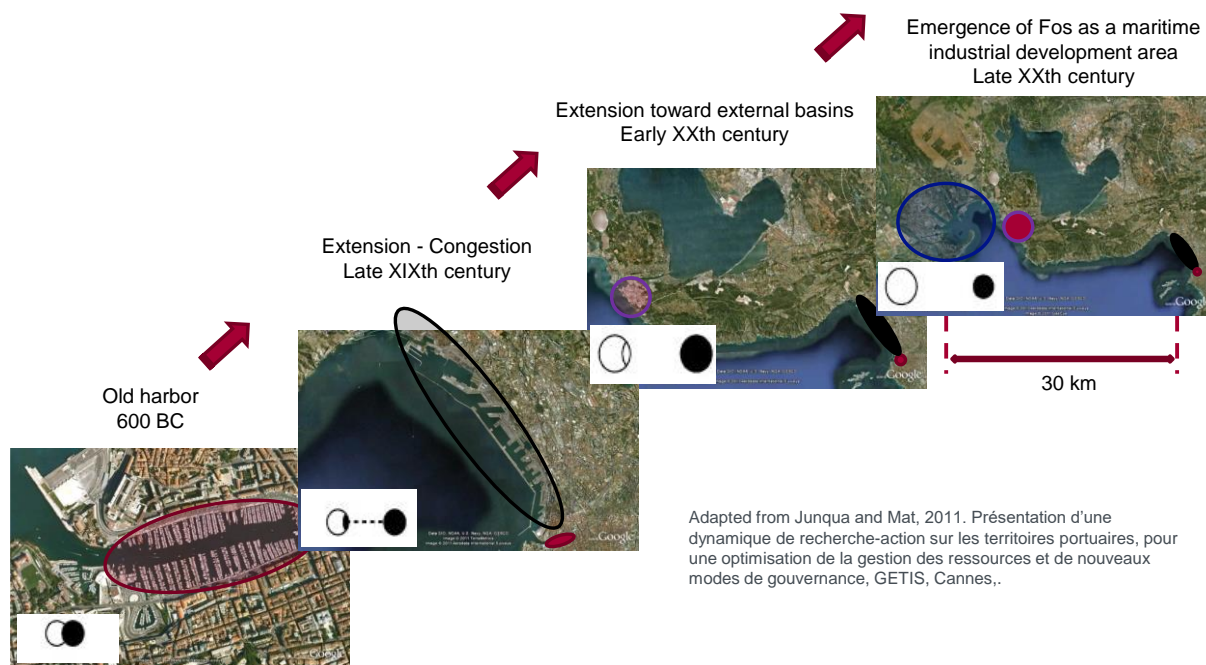 Emergence of Fos as a maritime
industrial development area
Late XXth century
Extension toward external basins
Early XXth century
Extension - Congestion
Late XIXth century
Old harbor
600 BC
Google
Google
Google
Google
30 km
Adapted from Junqua and Mat, 2011. Présentation d’une
dynamique de recherche-action sur les territoires portuaires, pour
une optimisation de la gestion des ressources et de nouveaux
modes de gouvernance, GETIS, Cannes,.